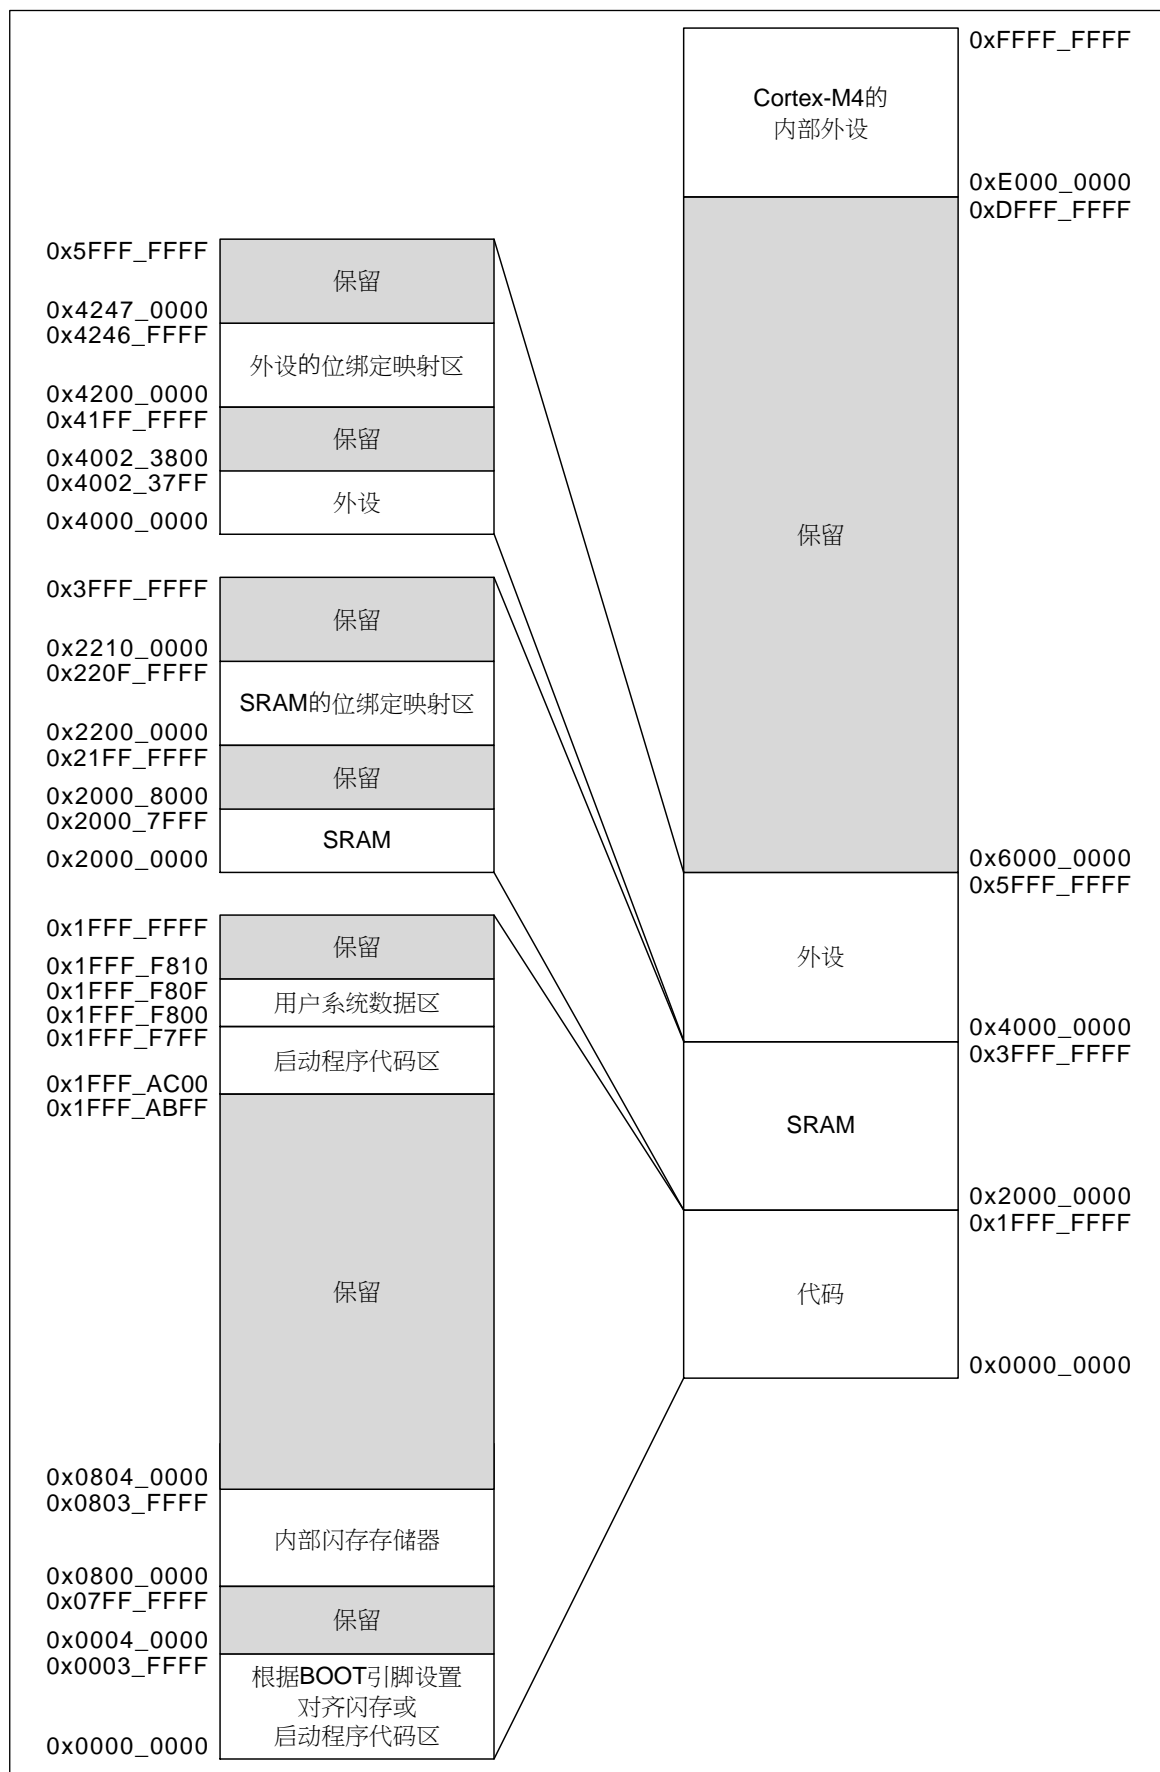 0xFFFF_FFFF
Cortex-M4的
内部外设
0xE000_0000
0xDFFF_FFFF
保留
0x6000_0000
0x5FFF_FFFF
外设
0x4000_0000
0x3FFF_FFFF
SRAM
0x2000_0000
0x1FFF_FFFF
代码
0x0000_0000
0x5FFF_FFFF
保留
0x4247_0000
0x4246_FFFF
外设的位绑定映射区
0x4200_0000
0x41FF_FFFF
保留
0x4002_3800
0x4002_37FF
外设
0x4000_0000
0x3FFF_FFFF
保留
0x2210_0000
0x220F_FFFF
SRAM的位绑定映射区
0x2200_0000
0x21FF_FFFF
保留
0x2000_8000
0x2000_7FFF
SRAM
0x2000_0000
0x1FFF_FFFF
保留
0x1FFF_F810
0x1FFF_F80F
用户系统数据区
0x1FFF_F800
0x1FFF_F7FF
启动程序代码区
0x1FFF_AC00
0x1FFF_ABFF
保留
0x0804_0000
0x0803_FFFF
内部闪存存储器
0x0800_0000
0x07FF_FFFF
保留
0x0004_0000
0x0003_FFFF
根据BOOT引脚设置
对齐闪存或
启动程序代码区
0x0000_0000